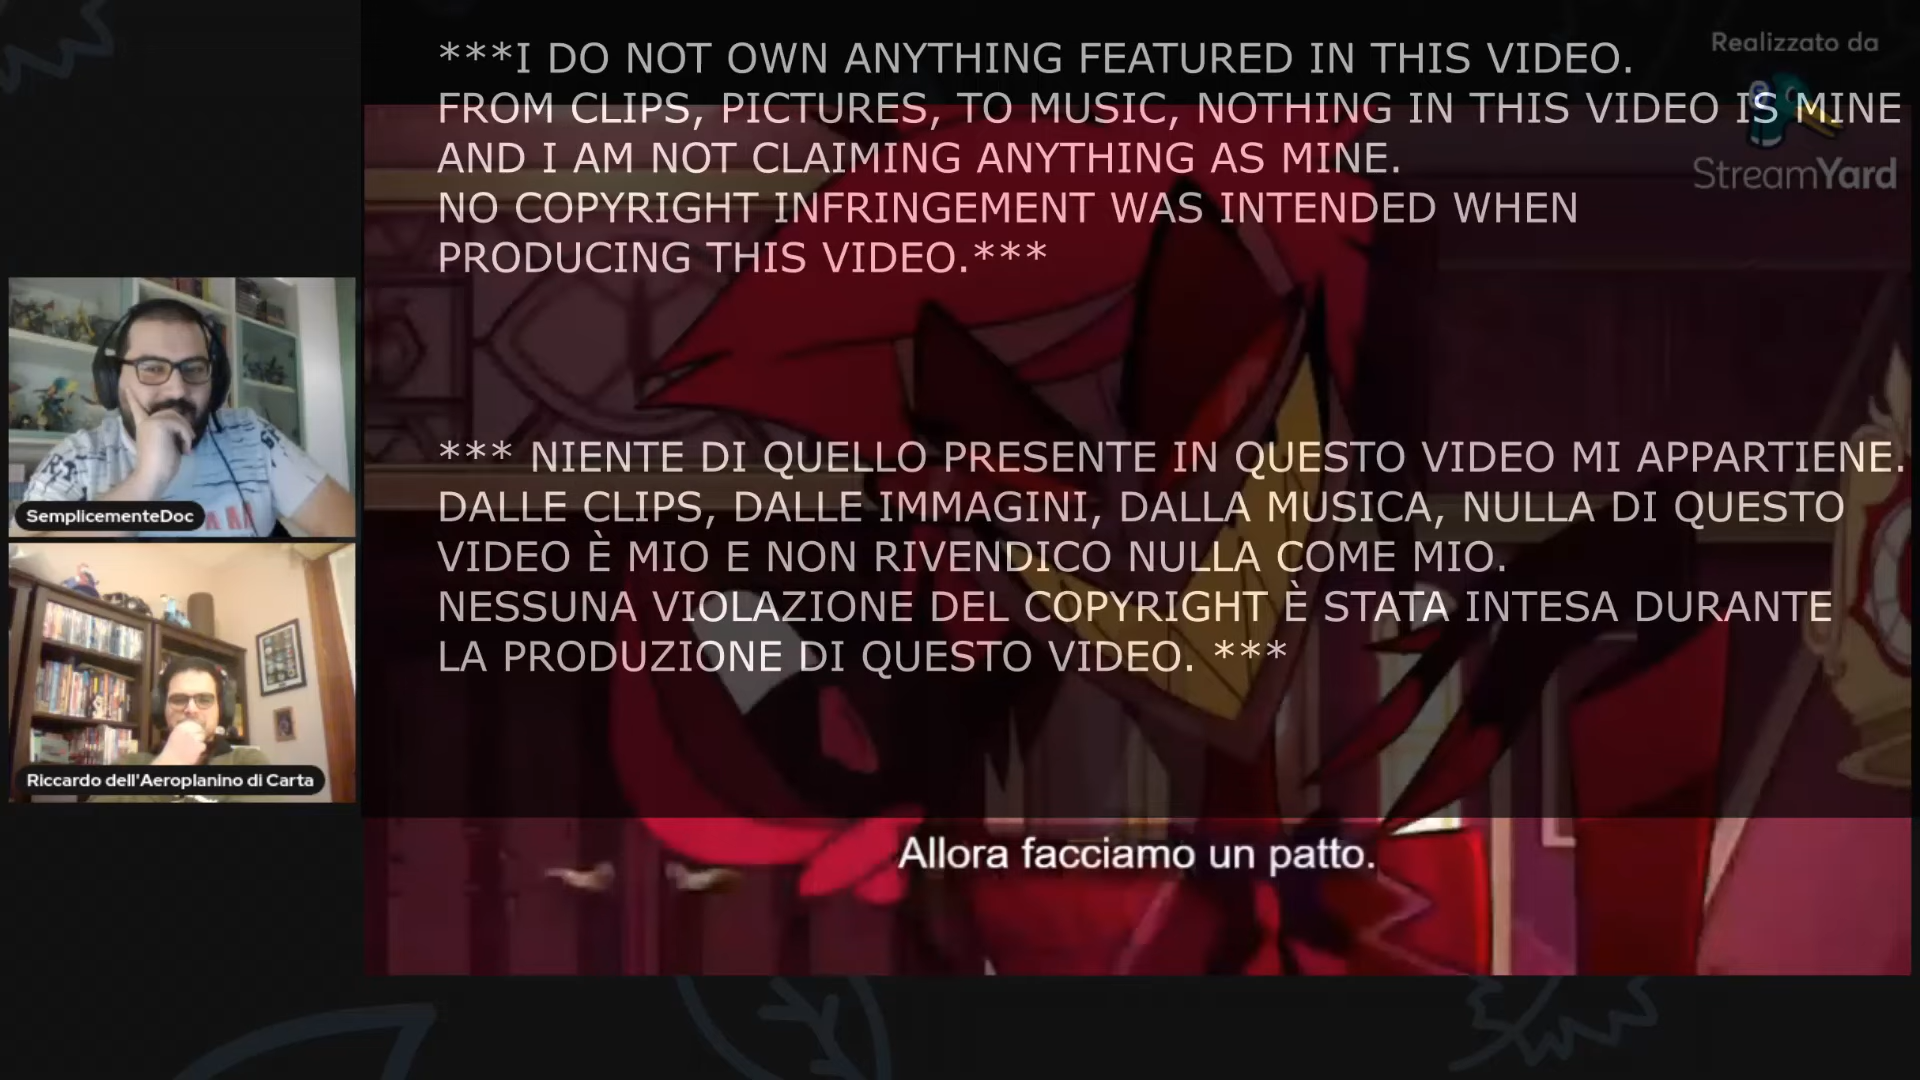 ***I DO NOT OWN ANYTHING FEATURED IN THIS VIDEO.
FROM CLIPS, PICTURES, TO MUSIC, NOTHING IN THIS VIDEO IS MINE
AND I AM NOT CLAIMING ANYTHING AS MINE.
NO COPYRIGHT INFRINGEMENT WAS INTENDED WHEN
PRODUCING THIS VIDEO.***
Realizzato da
StreamYard
*** NIENTE DI QUELLO PRESENTE IN QUESTO VIDEO MI APPARTIENE.
DALLE CLIPS, DALLE IMMAGINI, DALLA MUSICA, NULLA DI QUESTO
VIDEO È MIO E NON RIVENDICO NULLA COME MIO.
NESSUNA VIOLAZIONE DEL COPYRIGHT È STATA INTESA DURANTE
LA PRODUZIONE DI QUESTO VIDEO. ***
SemplicementeDoc
Riccardo dell'Aeroplanino di Carta
Allora facciamo un patto.